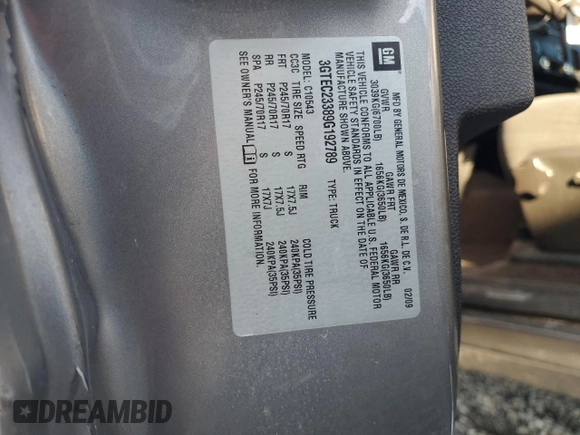 GM
MFD BY GENERAL MOTORS DE MEXICO, S. DE R.L. DE C.V. 02/09
GVWR GAWR FRT GAWR RR
3039KG(6700LB) 1656KG(3650LB) 1656KG(3650LB)
THIS VEHICLE CONFORMS TO ALL APPLICABLE U.S. FEDERAL MOTOR
VEHICLE SAFETY STANDARDS IN EFFECT ON THE DATE OF
MANUFACTURE SHOWN ABOVE.
3GTEC23389G192789 TYPE: TRUCK
MODEL: C10543
CC3C TIRE SIZE SPEED RTG RIM COLD TIRE PRESSURE
FRT P245/70R17 S 17X7.5J 240KPA(35PSI)
RR P245/70R17 S 17X7.5J 240KPA(35PSI)
SPA P245/70R17 S 17X7J 240KPA(35PSI)
SEE OWNER'S MANUAL FOR MORE INFORMATION.
DREAMBID